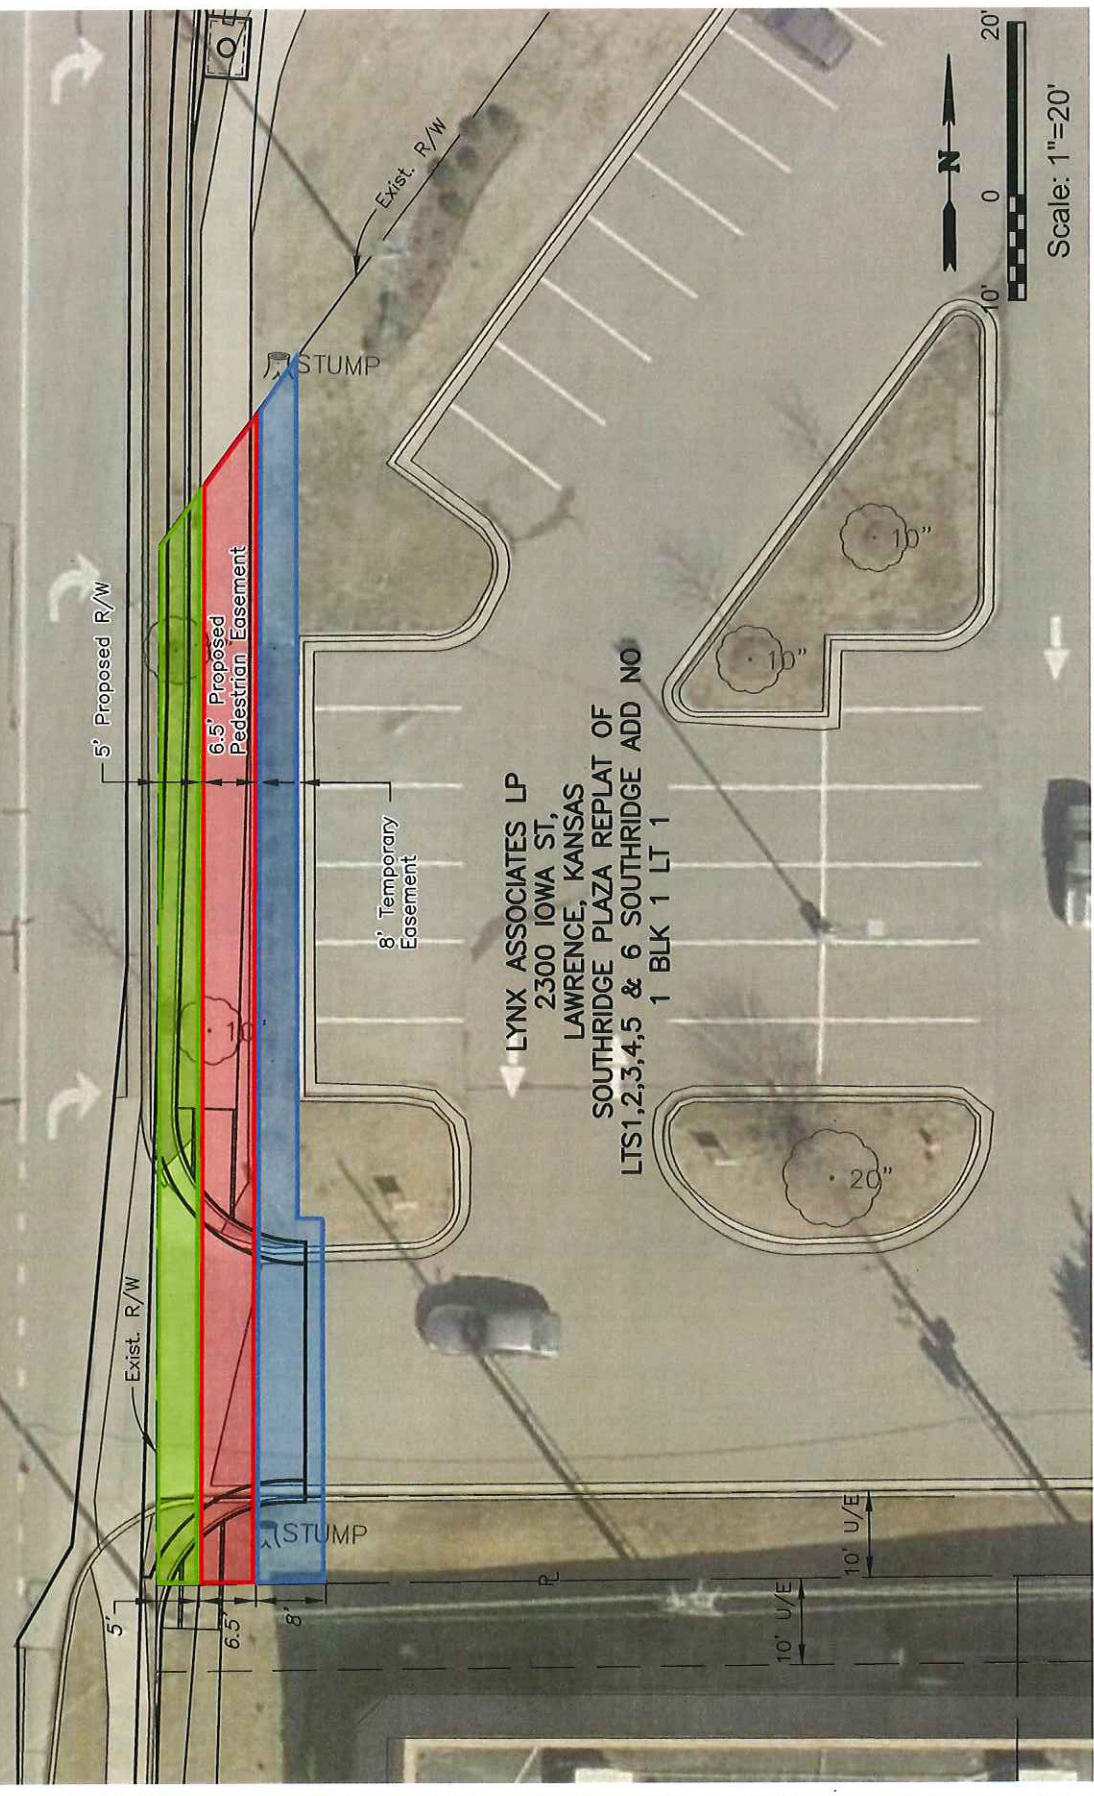 20'
0
10'
N
Scale: 1"=20'
Exist. R/W
STUMP
5' Proposed R/W
6.5' Proposed
Pedestrian Easement
8' Temporary
Easement
10"
10"
LYNX ASSOCIATES LP
2300 IOWA ST,
LAWRENCE, KANSAS
SOUTHRIDGE PLAZA REPLAT OF
LTS1,2,3,4,5 & 6 SOUTHRIDGE ADD NO
1 BLK 1 LT 1
20"
Exist. R/W
STUMP
5'
6.5'
8'
10' U/E
10' U/E